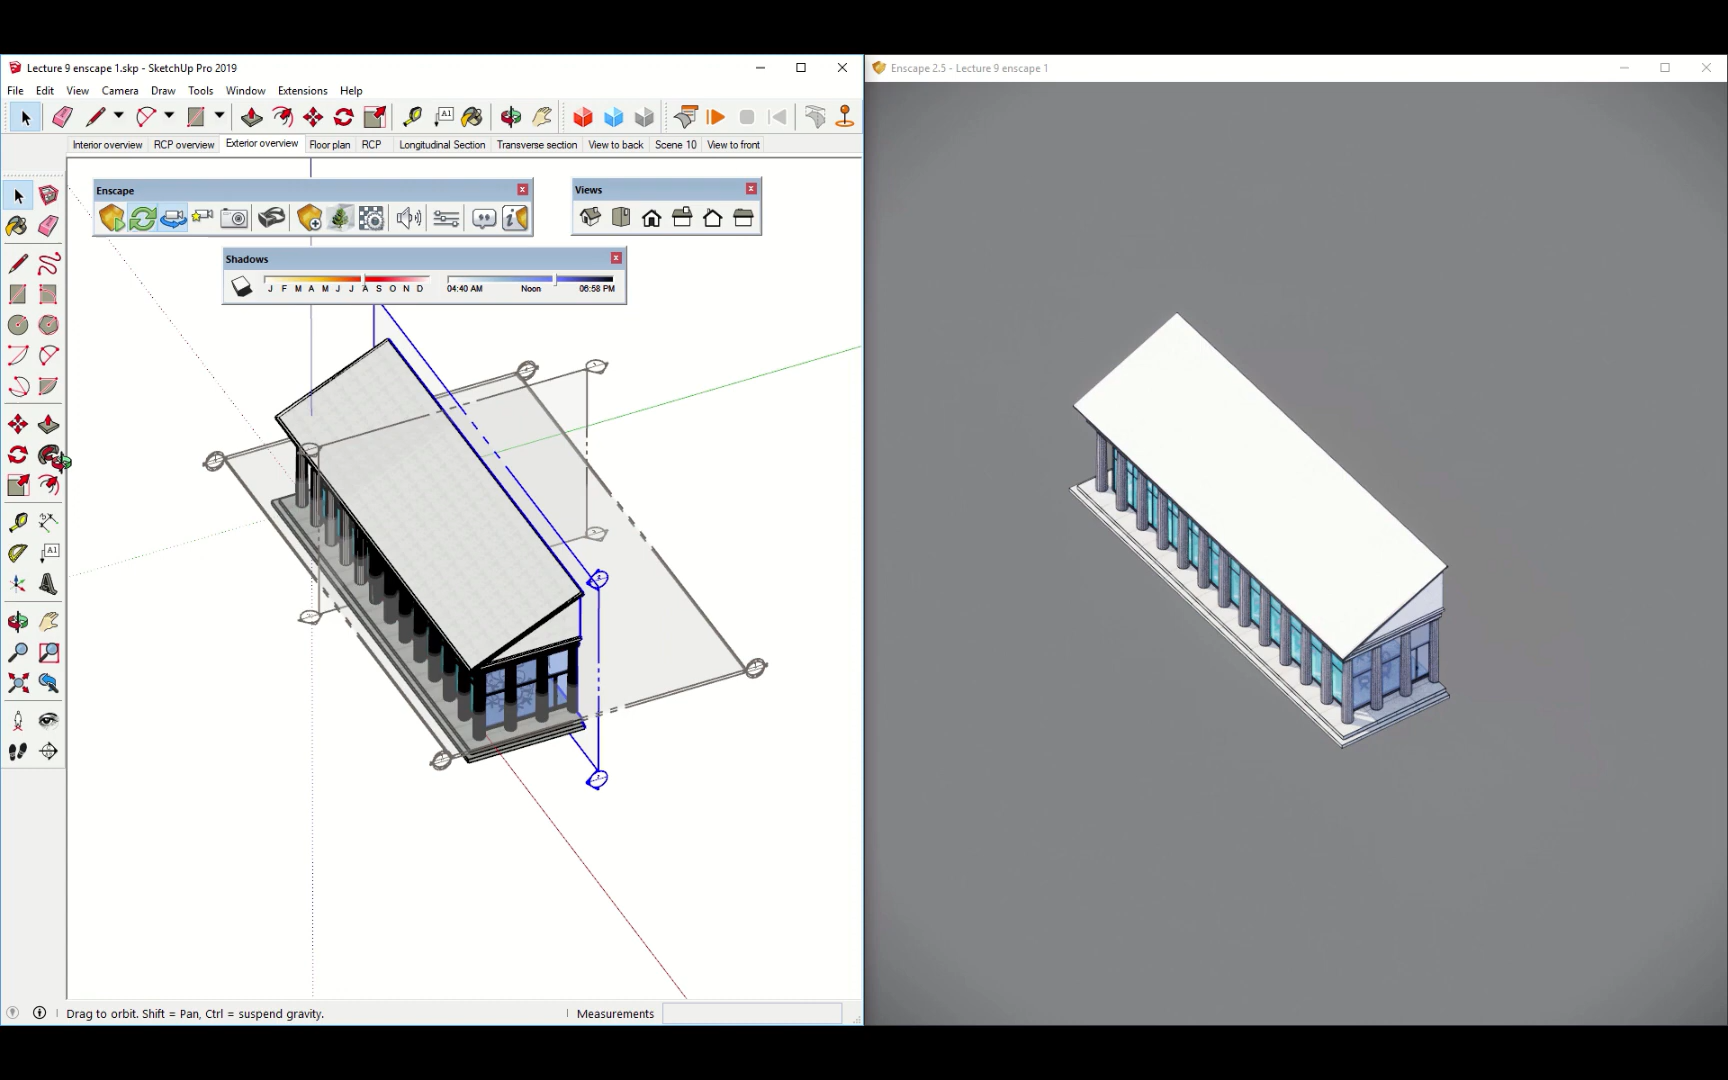 Lecture 9 enscape 1.skp - SketchUp Pro 2019
Enscape 2.5 - Lecture 9 enscape 1
File Edit View Camera Draw Tools Window Extensions Help
A1
Interior overview RCP overview Exterior overview Floor plan RCP Longitudinal Section Transverse section View to back Scene 10 View to front
Enscape
Views
Shadows
J F M A M J J A S O N D
04:40 AM Noon 06:58 PM
A1
Drag to orbit. Shift = Pan, Ctrl = suspend gravity.
Measurements